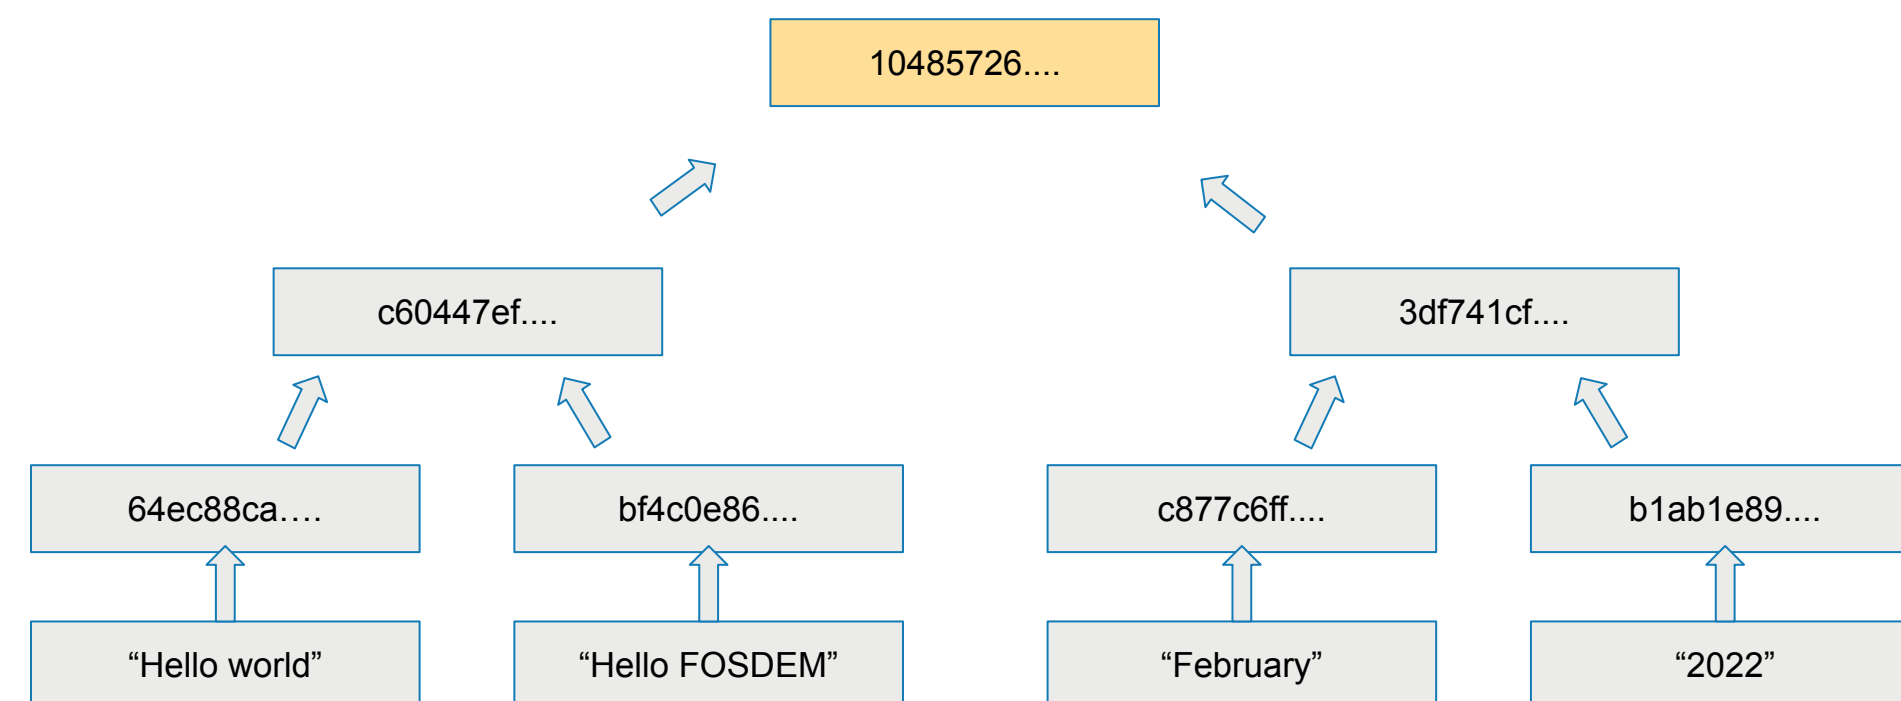 10485726....
c60447ef....
3df741cf....
64ec88ca….
bf4c0e86....
c877c6ff....
b1ab1e89....
“Hello world”
“Hello FOSDEM”
“February”
“2022”